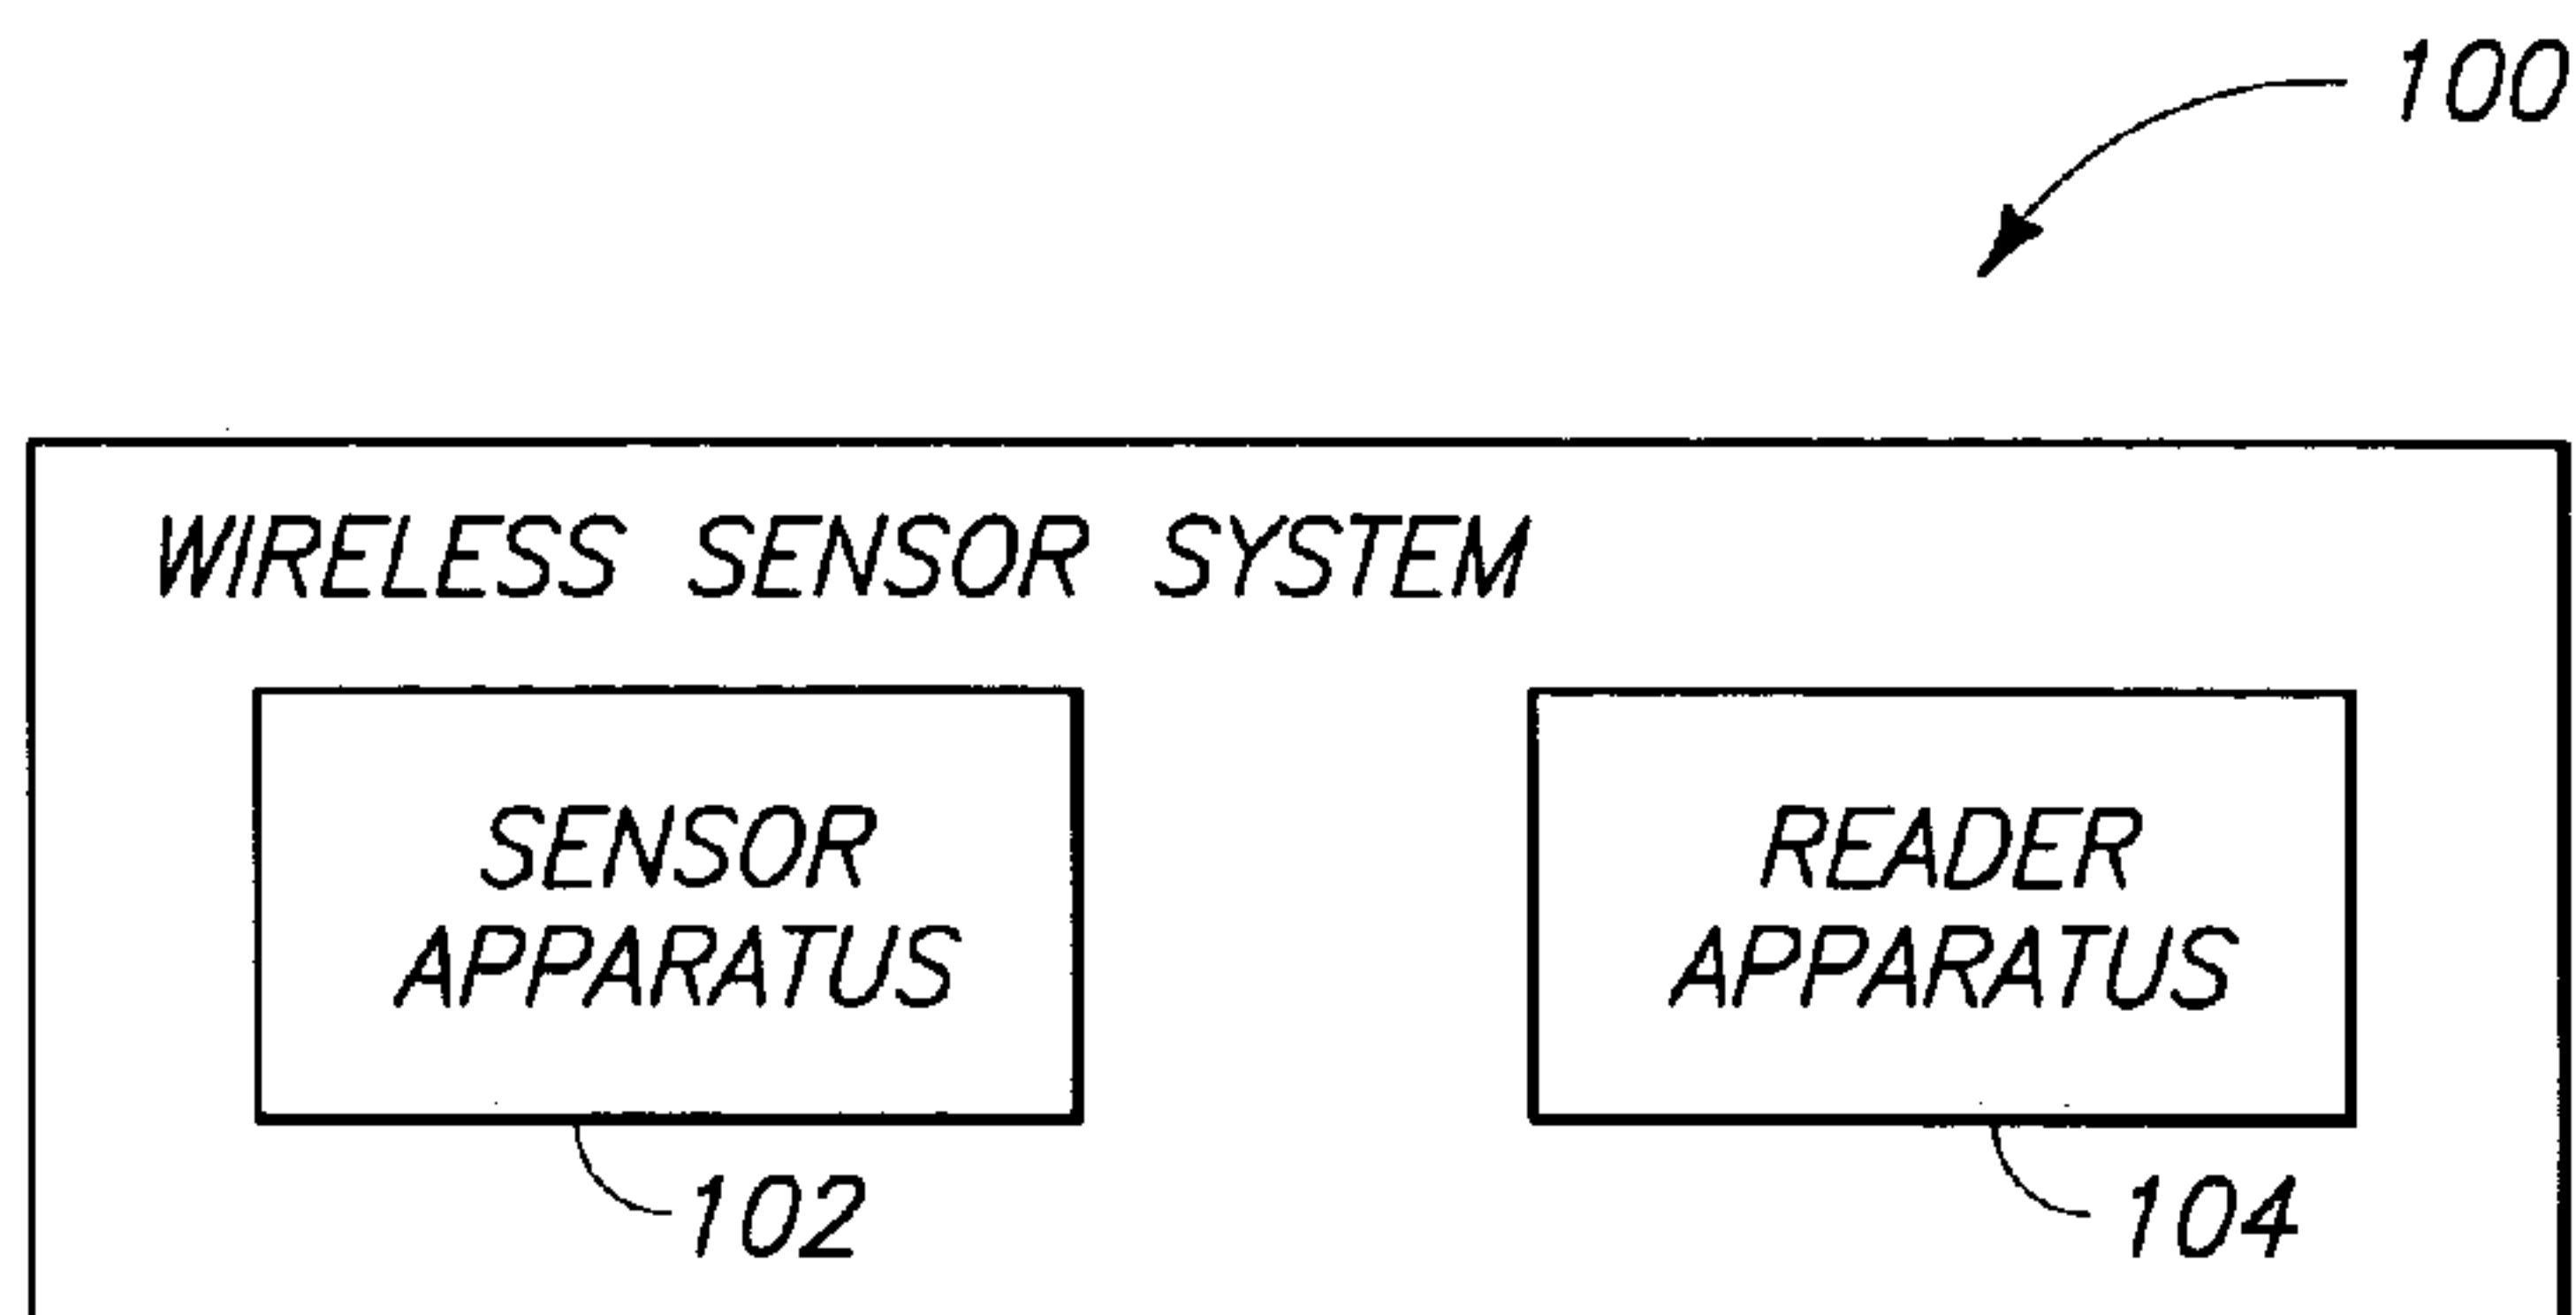 100
WIRELESS SENSOR SYSTEM
SENSOR
APPARATUS
READER
APPARATUS
102
104